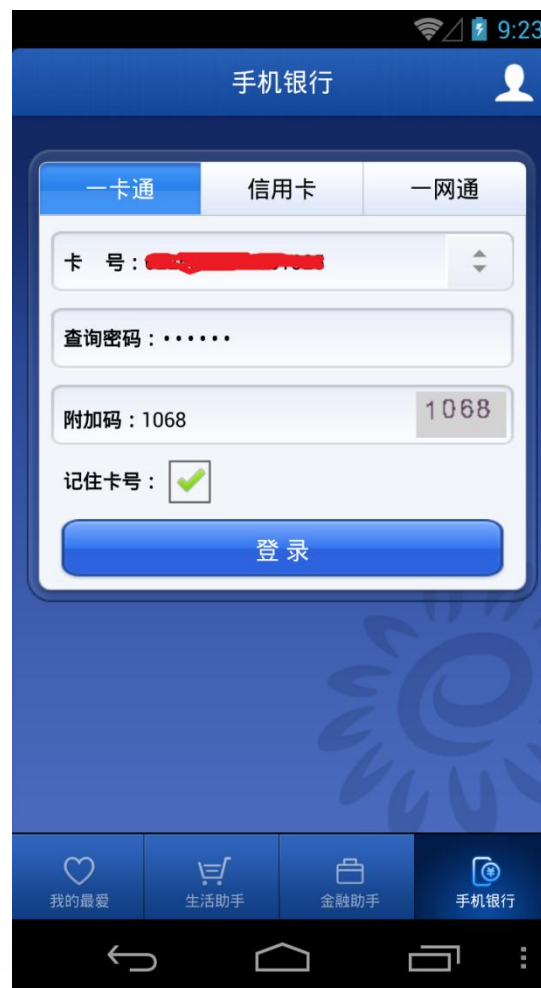 9:23
手机银行
一卡通 信用卡 一网通
卡 号：
查询密码：······
附加码：1068 1068
记住卡号：
登 录
我的最爱 生活助手 金融助手 手机银行